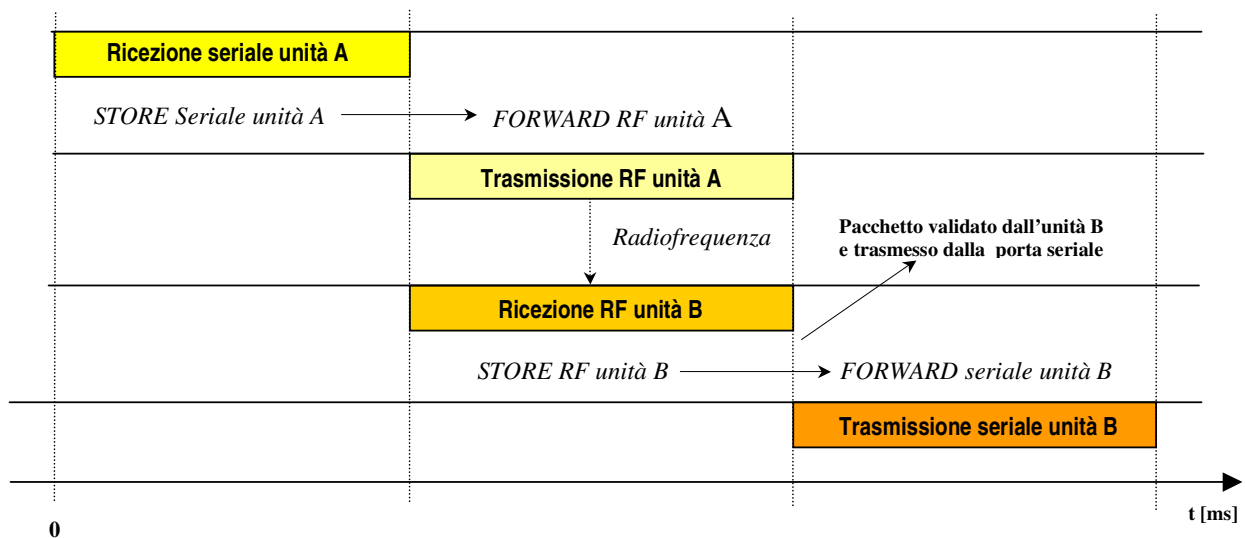 Ricezione seriale unità A
STORE Seriale unità A
FORWARD RF unità A
Trasmissione RF unità A
Radiofrequenza
Pacchetto validato dall'unità B
e trasmesso dalla porta seriale
Ricezione RF unità B
STORE RF unità B
FORWARD seriale unità B
Trasmissione seriale unità B
t [ms]
0